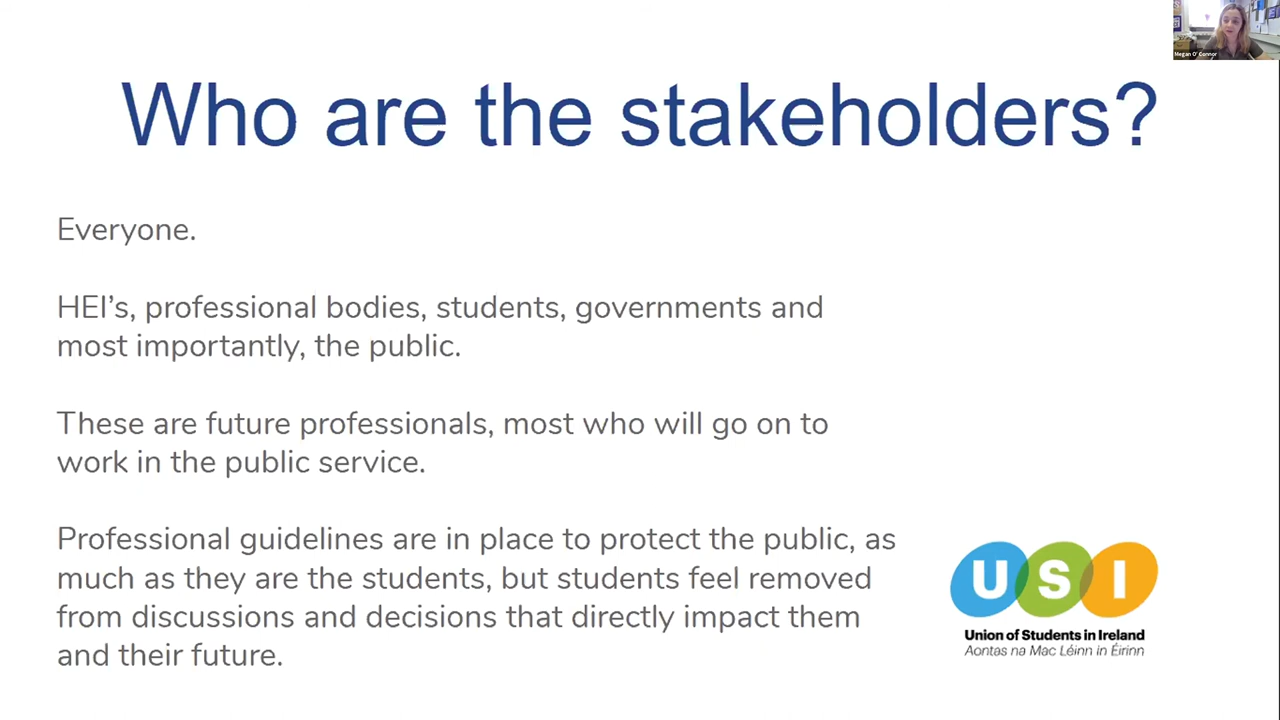 Megan O' Connor
Who are the stakeholders?
Everyone.
HEI's, professional bodies, students, governments and
most importantly, the public.
These are future professionals, most who will go on to
work in the public service.
Professional guidelines are in place to protect the public, as
much as they are the students, but students feel removed
from discussions and decisions that directly impact them
and their future.
USI
Union of Students in Ireland
Aontas na Mac Léinn in Éirinn